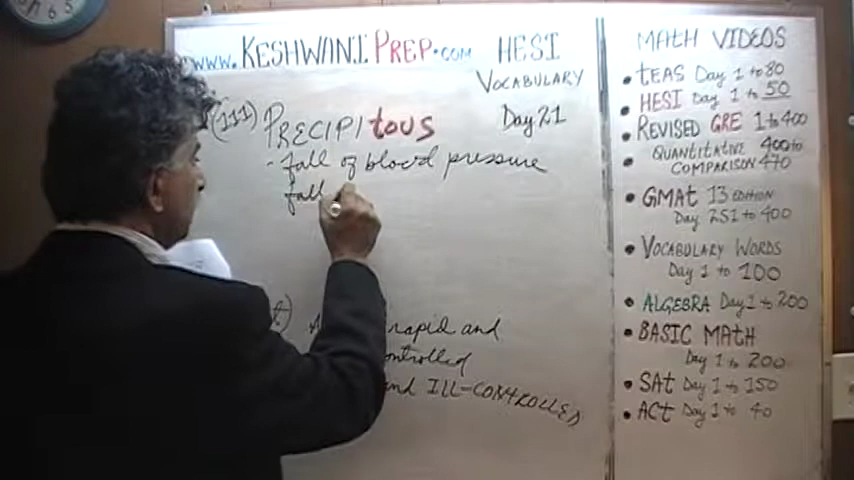 www.KESHWANIPREP.com
HESI
VOCABULARY
Day 21
(111) PRECIPITOUS
- fall of blood pressure
fall
rapid and
ontrolled
and ILL-CONTROLLED
MATH VIDEOS
• TEAS Day 1 to 80
• HESI Day 1 to 50
• REVISED GRE 1 to 400
• QUANTITATIVE 400 to
COMPARISON 470
• GMAT 13 EDITION
Day 251 to 400
• VOCABULARY WORDS
Day 1 to 100
• ALGEBRA Day 1 to 200
• BASIC MATH
Day 1 to 200
• SAT Day 1 to 150
• ACT Day 1 to 40